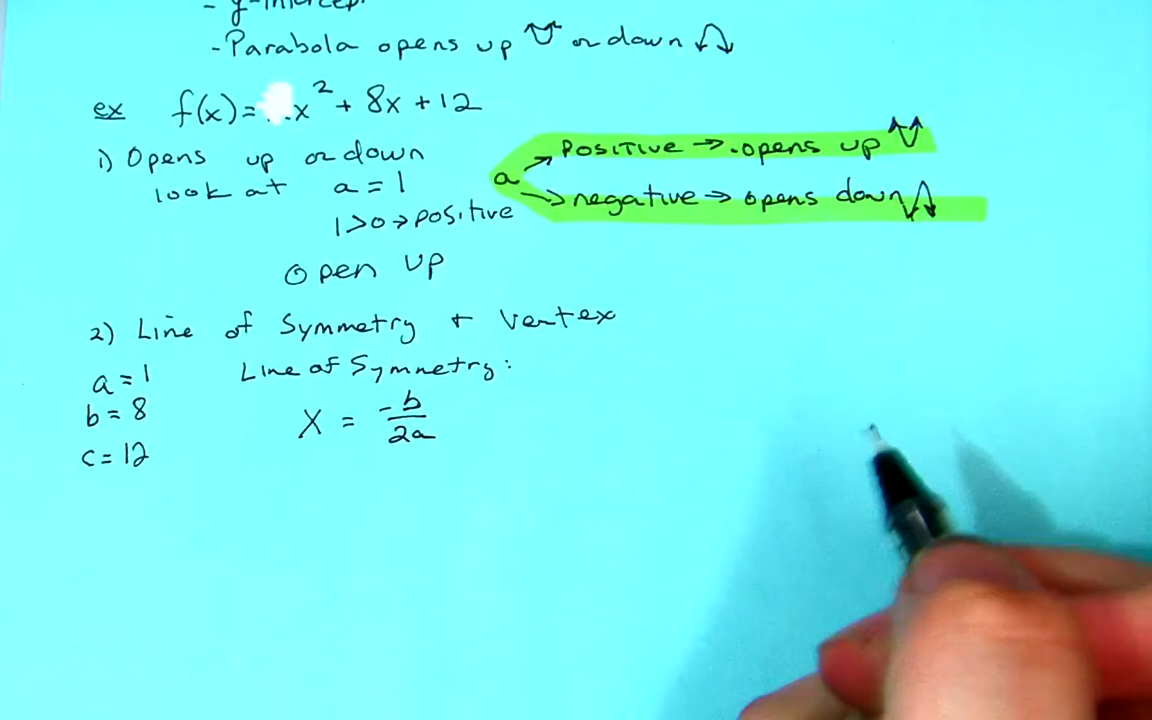 - y-intercept
- Parabola opens up or down
ex f(x) = x² + 8x + 12
1) Opens up or down
look at a = 1
1 > 0 → positive
Open up
a → Positive → opens up
→ negative → opens down
2) Line of Symmetry + Vertex
a = 1
b = 8
c = 12
Line of Symmetry:
X = -b/2a